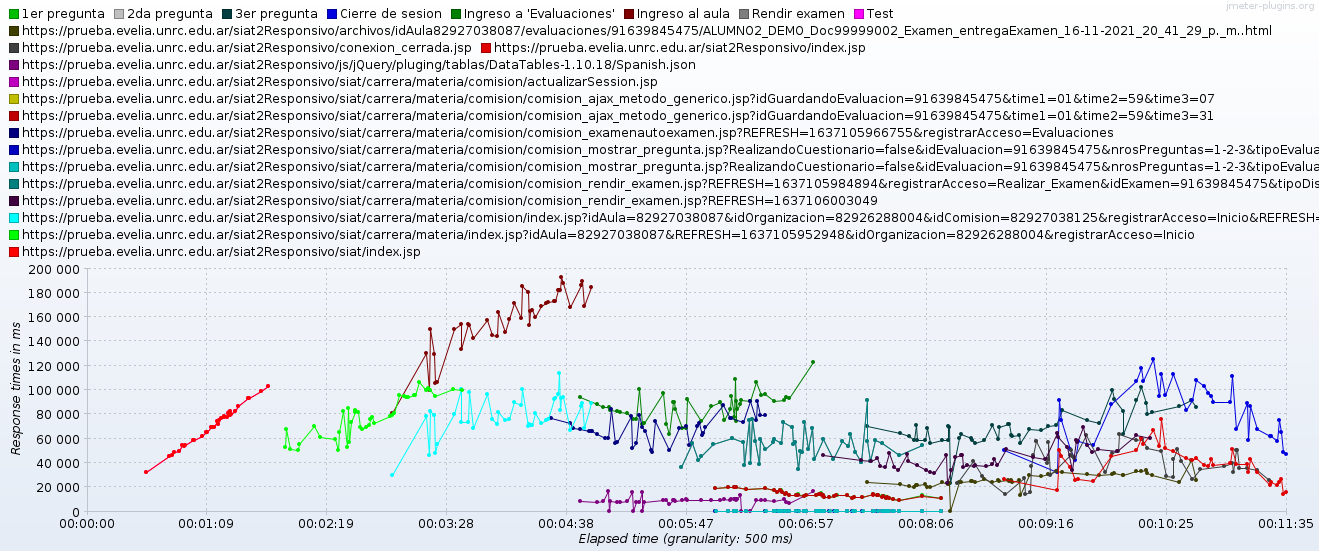 jmeter-plugins.org
1er pregunta 2da pregunta 3er pregunta Cierre de sesion Ingreso a 'Evaluaciones' Ingreso al aula Rendir examen Test
https://prueba.evelia.unrc.edu.ar/siat2Responsivo/archivos/idAula82927038087/evaluaciones/91639845475/ALUMNO2_DEMO_Doc99999002_Examen_entregaExamen_16-11-2021_20_41_29_p._m..html
https://prueba.evelia.unrc.edu.ar/siat2Responsivo/conexion_cerrada.jsp https://prueba.evelia.unrc.edu.ar/siat2Responsivo/index.jsp
https://prueba.evelia.unrc.edu.ar/siat2Responsivo/js/jQuery/pluging/tablas/DataTables-1.10.18/Spanish.json
https://prueba.evelia.unrc.edu.ar/siat2Responsivo/siat/carrera/materia/comision/actualizarSession.jsp
https://prueba.evelia.unrc.edu.ar/siat2Responsivo/siat/carrera/materia/comision/comision_ajax_metodo_generico.jsp?idGuardandoEvaluacion=91639845475&time1=01&time2=59&time3=07
https://prueba.evelia.unrc.edu.ar/siat2Responsivo/siat/carrera/materia/comision/comision_ajax_metodo_generico.jsp?idGuardandoEvaluacion=91639845475&time1=01&time2=59&time3=31
https://prueba.evelia.unrc.edu.ar/siat2Responsivo/siat/carrera/materia/comision/comision_examenautoexamen.jsp?REFRESH=1637105966755&registrarAcceso=Evaluaciones
https://prueba.evelia.unrc.edu.ar/siat2Responsivo/siat/carrera/materia/comision/comision_mostrar_pregunta.jsp?RealizandoCuestionario=false&idEvaluacion=91639845475&nrosPreguntas=1-2-3&tipoEvalua
https://prueba.evelia.unrc.edu.ar/siat2Responsivo/siat/carrera/materia/comision/comision_mostrar_pregunta.jsp?RealizandoCuestionario=false&idEvaluacion=91639845475&nrosPreguntas=1-2-3&tipoEvalua
https://prueba.evelia.unrc.edu.ar/siat2Responsivo/siat/carrera/materia/comision/comision_rendir_examen.jsp?REFRESH=1637105984894&registrarAcceso=Realizar_Examen&idExamen=91639845475&tipoDis
https://prueba.evelia.unrc.edu.ar/siat2Responsivo/siat/carrera/materia/comision/comision_rendir_examen.jsp?REFRESH=1637106003049
https://prueba.evelia.unrc.edu.ar/siat2Responsivo/siat/carrera/materia/comision/index.jsp?idAula=82927038087&idOrganizacion=82926288004&idComision=82927038125&registrarAcceso=Inicio&REFRESH=
https://prueba.evelia.unrc.edu.ar/siat2Responsivo/siat/carrera/materia/index.jsp?idAula=82927038087&REFRESH=1637105952948&idOrganizacion=82926288004&registrarAcceso=Inicio
https://prueba.evelia.unrc.edu.ar/siat2Responsivo/siat/index.jsp
200 000
180 000
160 000
140 000
120 000
100 000
80 000
60 000
40 000
20 000
0
Response times in ms
00:00:00 00:01:09 00:02:19 00:03:28 00:04:38 00:05:47 00:06:57 00:08:06 00:09:16 00:10:25 00:11:35
Elapsed time (granularity: 500 ms)